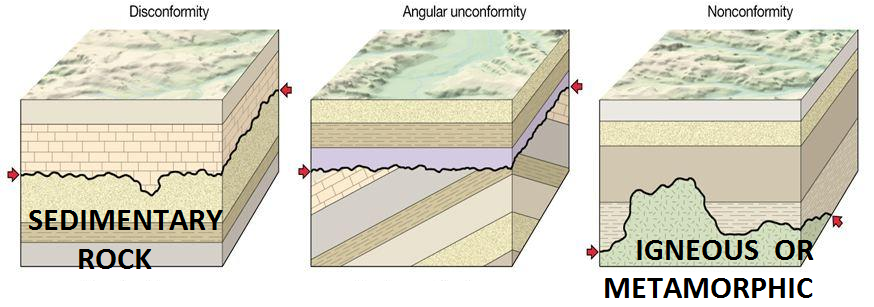 Disconformity
Angular unconformity
Nonconformity
SEDIMENTARY
ROCK
IGNEOUS OR
METAMORPHIC